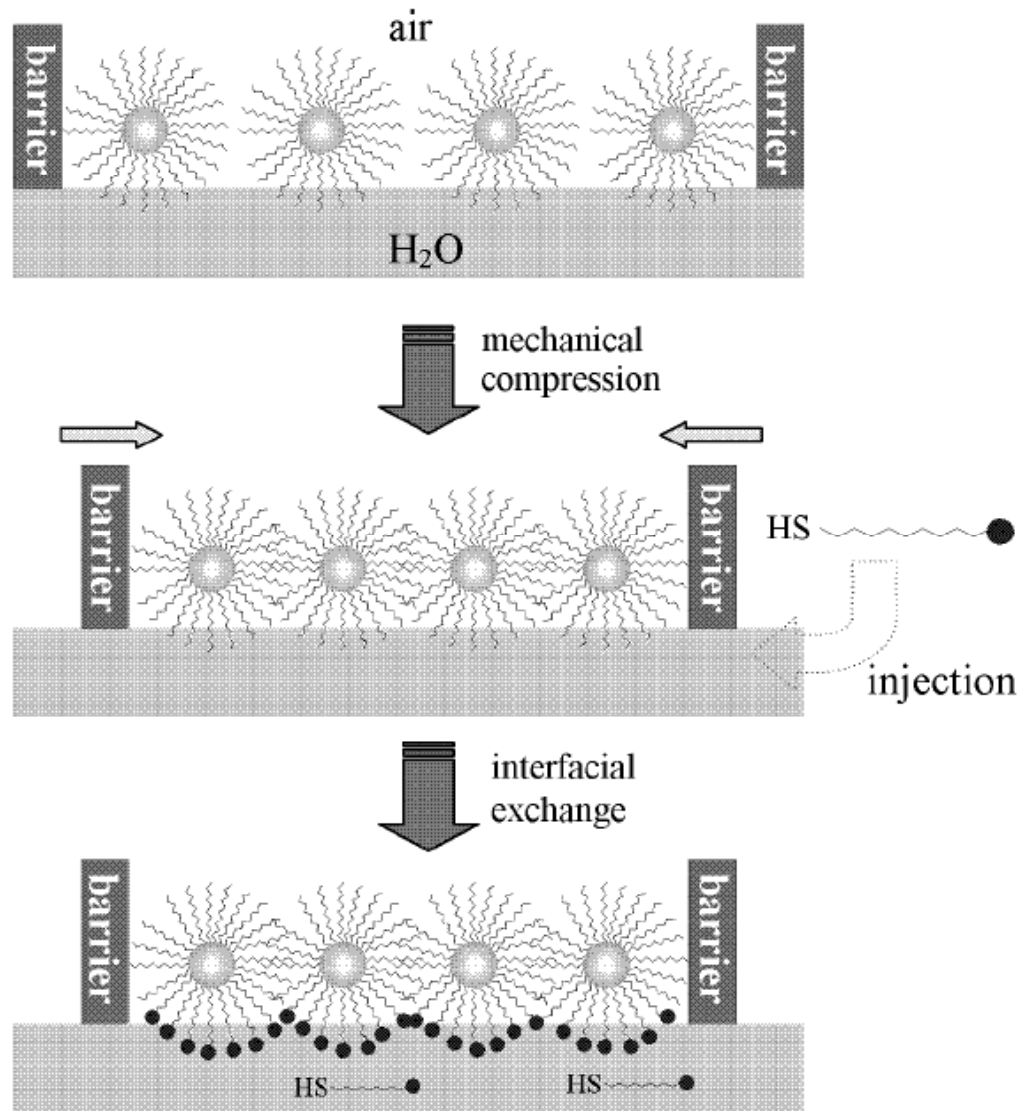 air
barrier
barrier
H₂O
mechanical
compression
barrier
barrier
HS
injection
interfacial
exchange
barrier
barrier
HS
HS